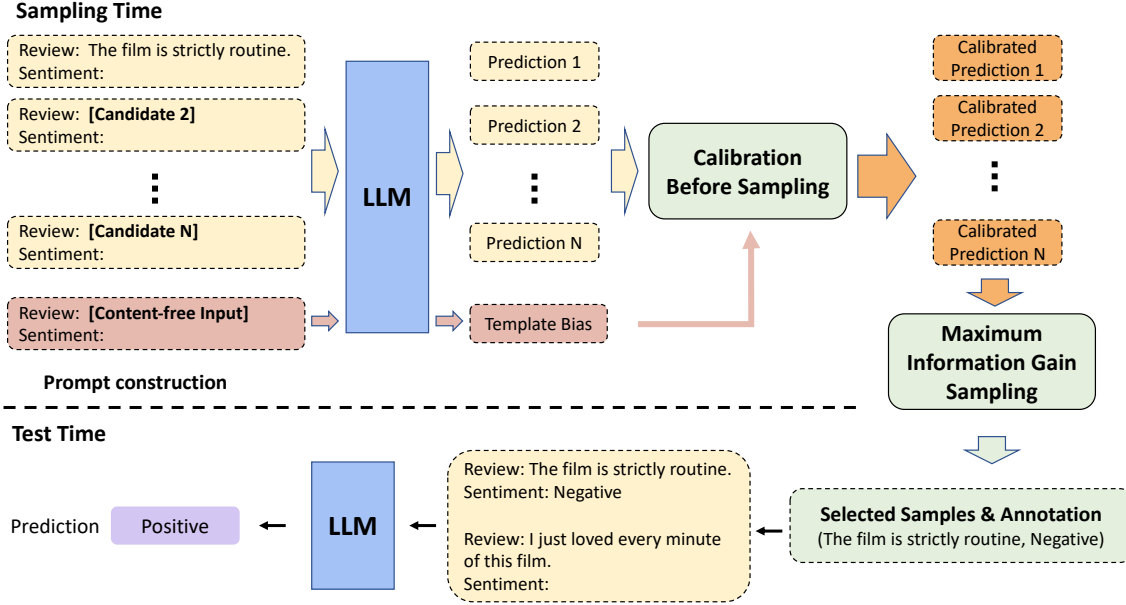 Sampling Time
Review: The film is strictly routine.
Sentiment:
Review: [Candidate 2]
Sentiment:
Review: [Candidate N]
Sentiment:
Review: [Content-free Input]
Sentiment:
Prompt construction
LLM
Prediction 1
Prediction 2
Prediction N
Template Bias
Calibration
Before Sampling
Calibrated
Prediction 1
Calibrated
Prediction 2
Calibrated
Prediction N
Maximum
Information Gain
Sampling
Test Time
Prediction
Positive
LLM
Review: The film is strictly routine.
Sentiment: Negative
Review: I just loved every minute
of this film.
Sentiment:
Selected Samples & Annotation
(The film is strictly routine, Negative)